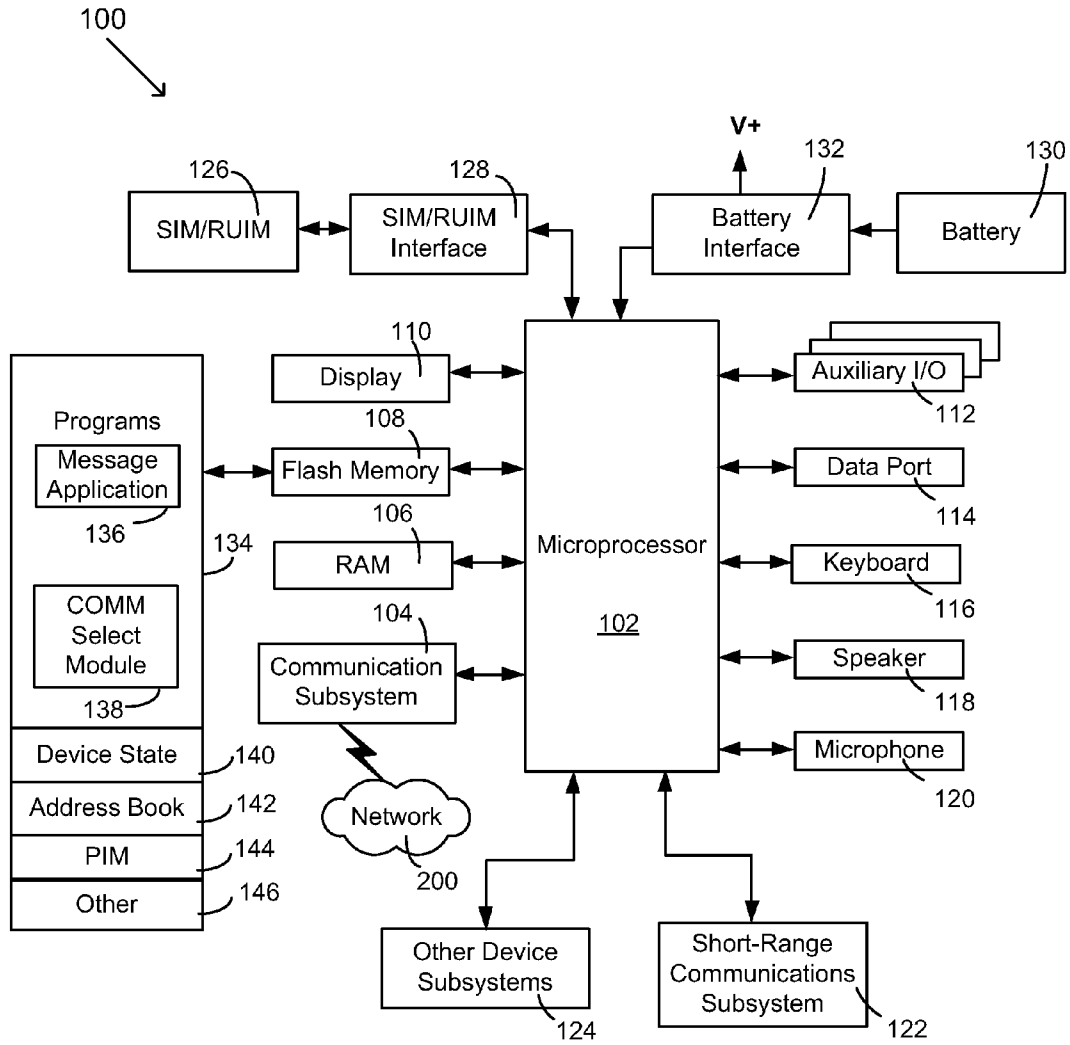 100
V+
126
128
132
130
SIM/RUIM
SIM/RUIM
Interface
Battery
Interface
Battery
110
Display
Auxiliary I/O
112
Programs
Message
Application
136
108
Flash Memory
Data Port
114
134
106
RAM
Microprocessor
102
Keyboard
116
COMM
Select
Module
138
104
Communication
Subsystem
Speaker
118
Device State
140
Microphone
120
Address Book
142
Network
200
PIM
144
Other
146
Other Device
Subsystems
124
Short-Range
Communications
Subsystem
122